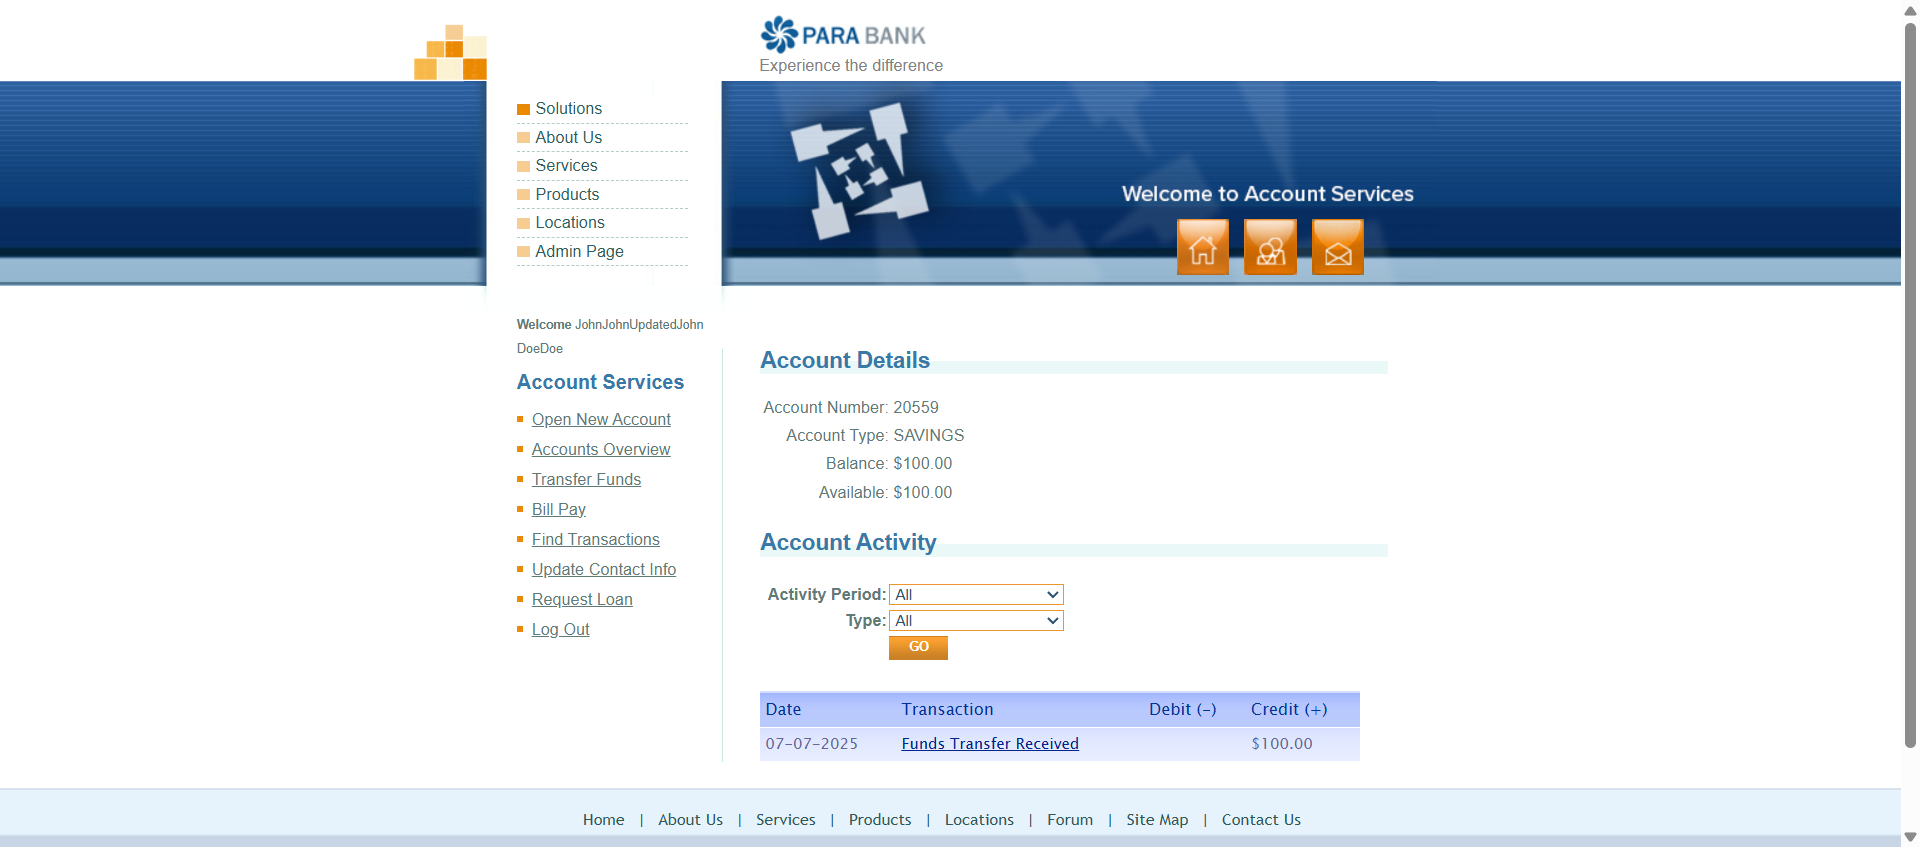 PARA BANK
Experience the difference
Solutions
About Us
Services
Products
Locations
Admin Page
Welcome to Account Services
Welcome JohnJohnUpdatedJohn
DoeDoe
Account Services
Open New Account
Accounts Overview
Transfer Funds
Bill Pay
Find Transactions
Update Contact Info
Request Loan
Log Out
Account Details
Account Number: 20559
Account Type: SAVINGS
Balance: $100.00
Available: $100.00
Account Activity
Activity Period: All
Type: All
GO
Date Transaction Debit (-) Credit (+)
07-07-2025 Funds Transfer Received $100.00
Home | About Us | Services | Products | Locations | Forum | Site Map | Contact Us